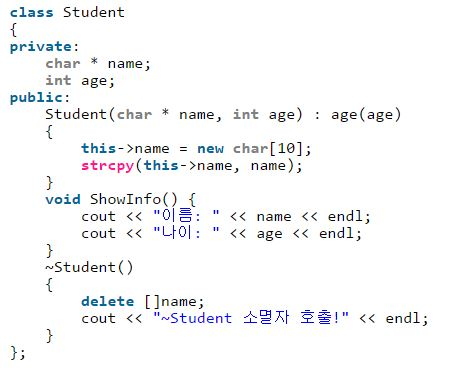 class Student
{
private:
    char * name;
    int age;
public:
    Student(char * name, int age) : age(age)
    {
        this->name = new char[10];
        strcpy(this->name, name);
    }
    void ShowInfo() {
        cout << "이름: " << name << endl;
        cout << "나이: " << age << endl;
    }
    ~Student()
    {
        delete []name;
        cout << "~Student 소멸자 호출!" << endl;
    }
};